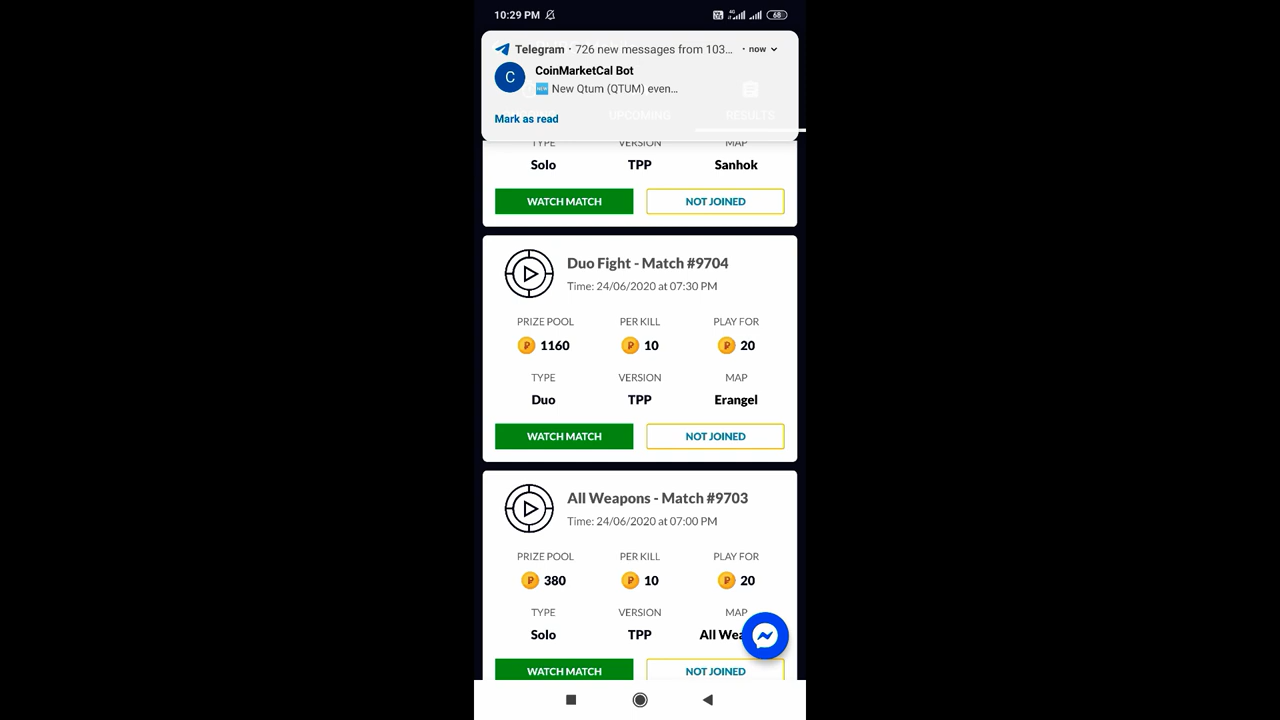 10:29 PM 4G 68
Telegram · 726 new messages from 103... · now
C CoinMarketCal Bot
NEW New Qtum (QTUM) even...
Mark as read UPCOMING RESULTS
TYPE VERSION MAP
Solo TPP Sanhok
WATCH MATCH NOT JOINED
Duo Fight - Match #9704
Time: 24/06/2020 at 07:30 PM
PRIZE POOL PER KILL PLAY FOR
₽ 1160 ₽ 10 ₽ 20
TYPE VERSION MAP
Duo TPP Erangel
WATCH MATCH NOT JOINED
All Weapons - Match #9703
Time: 24/06/2020 at 07:00 PM
PRIZE POOL PER KILL PLAY FOR
₽ 380 ₽ 10 ₽ 20
TYPE VERSION MAP
Solo TPP All Wea
WATCH MATCH NOT JOINED